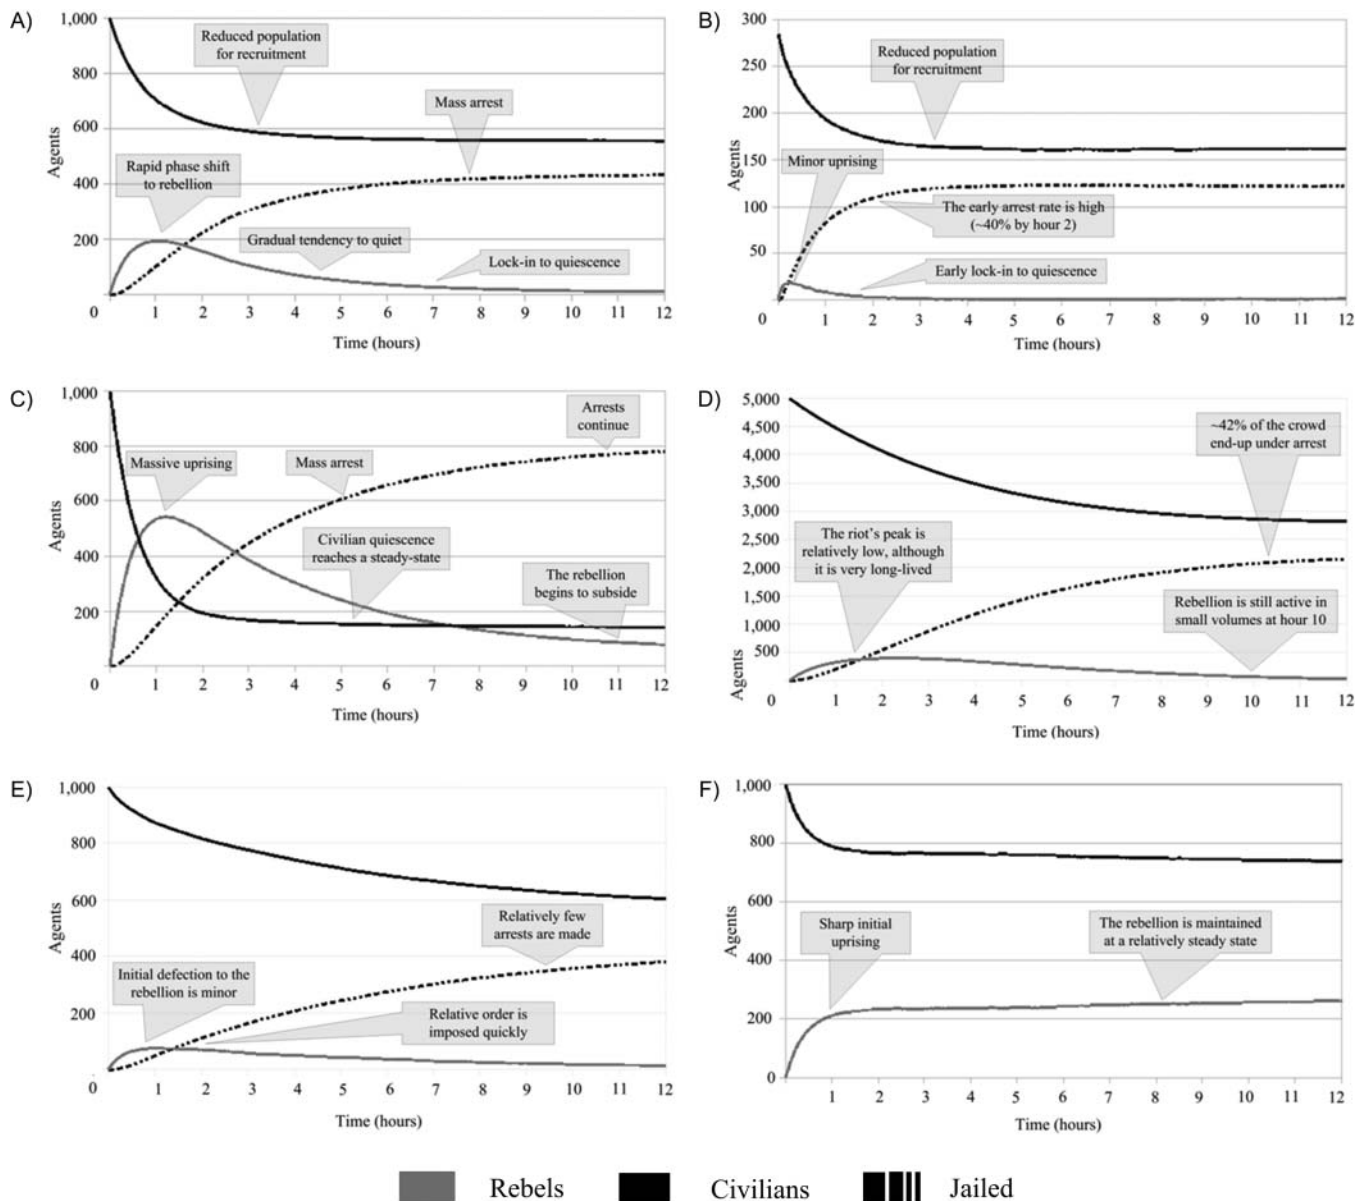 A)
1,000
800
600
400
200
0
Agents
Reduced population
for recruitment
Mass arrest
Rapid phase shift
to rebellion
Gradual tendency to quiet
Lock-in to quiescence
1 2 3 4 5 6 7 8 9 10 11 12
Time (hours)
B)
300
250
200
150
100
50
0
Agents
Reduced population
for recruitment
Minor uprising
The early arrest rate is high
(~40% by hour 2)
Early lock-in to quiescence
1 2 3 4 5 6 7 8 9 10 11 12
Time (hours)
C)
1,000
800
600
400
200
0
Agents
Arrests
continue
Massive uprising
Mass arrest
Civilian quiescence
reaches a steady-state
The rebellion
begins to subside
1 2 3 4 5 6 7 8 9 10 11 12
Time (hours)
D)
5,000
4,500
4,000
3,500
3,000
2,500
2,000
1,500
1,000
500
0
Agents
~42% of the crowd
end-up under arrest
The riot's peak is
relatively low, although
it is very long-lived
Rebellion is still active in
small volumes at hour 10
1 2 3 4 5 6 7 8 9 10 11 12
Time (hours)
E)
1,000
800
600
400
200
0
Agents
Relatively few
arrests are made
Initial defection to the
rebellion is minor
Relative order is
imposed quickly
1 2 3 4 5 6 7 8 9 10 11 12
Time (hours)
F)
1,000
800
600
400
200
0
Agents
Sharp initial
uprising
The rebellion is maintained
at a relatively steady state
1 2 3 4 5 6 7 8 9 10 11 12
Time (hours)
Rebels Civilians Jailed